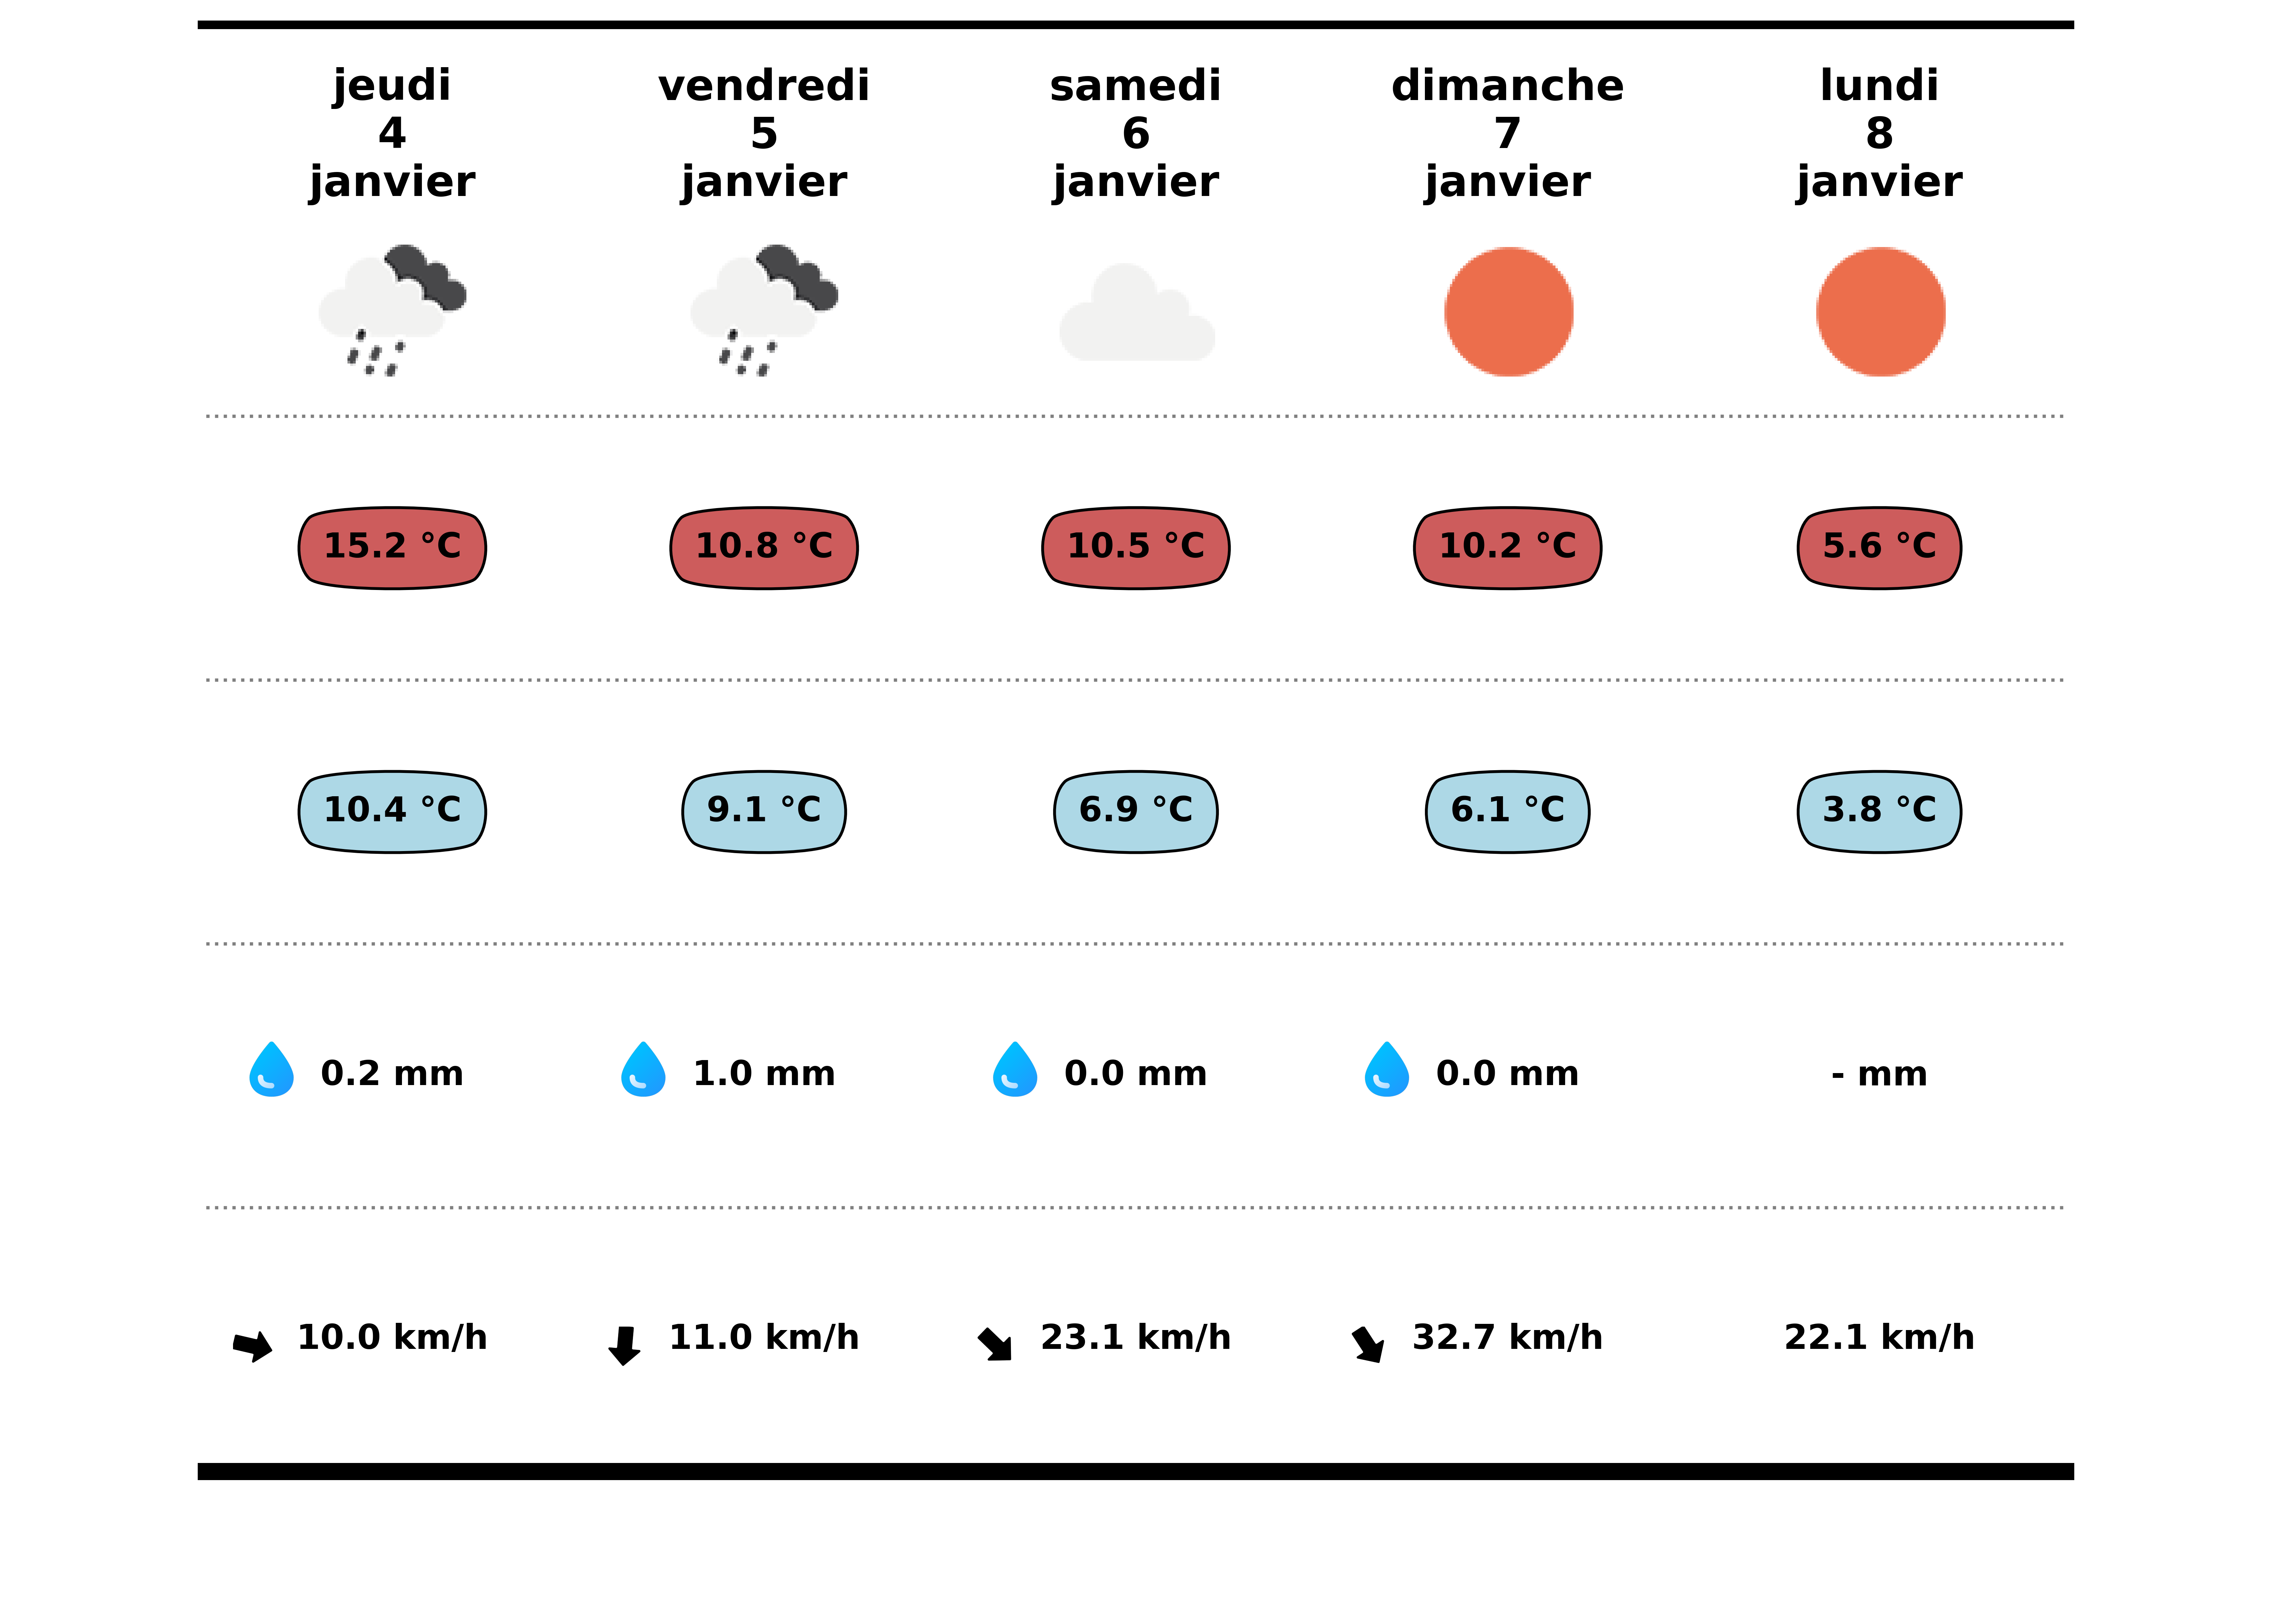 jeudi
4
janvier
vendredi
5
janvier
samedi
6
janvier
dimanche
7
janvier
lundi
8
janvier
15.2 °C
10.8 °C
10.5 °C
10.2 °C
5.6 °C
10.4 °C
9.1 °C
6.9 °C
6.1 °C
3.8 °C
0.2 mm
1.0 mm
0.0 mm
0.0 mm
- mm
10.0 km/h
11.0 km/h
23.1 km/h
32.7 km/h
22.1 km/h